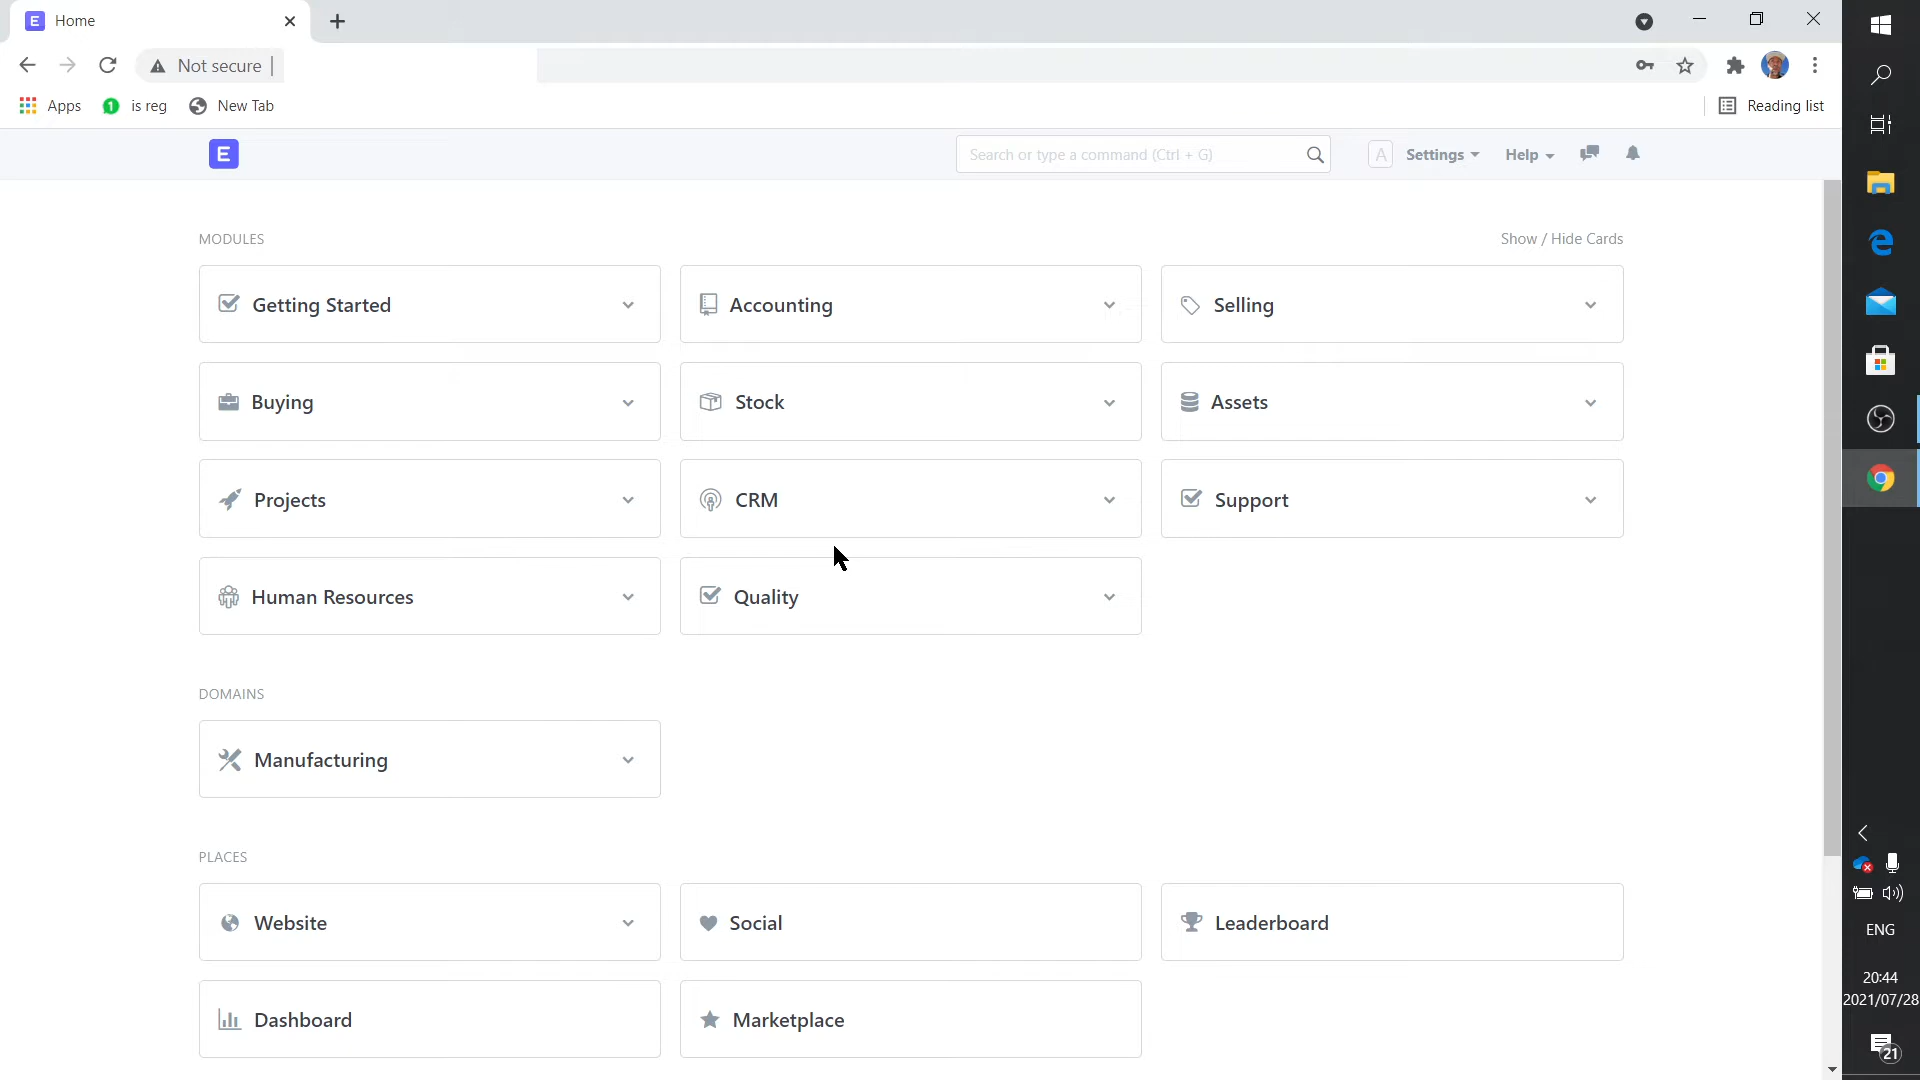 E Home
Not secure
Apps
1 is reg
New Tab
Reading list
E
Search or type a command (Ctrl + G)
A
Settings
Help
MODULES
Show / Hide Cards
Getting Started
Accounting
Selling
Buying
Stock
Assets
Projects
CRM
Support
Human Resources
Quality
DOMAINS
Manufacturing
PLACES
Website
Social
Leaderboard
Dashboard
Marketplace
ENG
20:44
2021/07/28
21